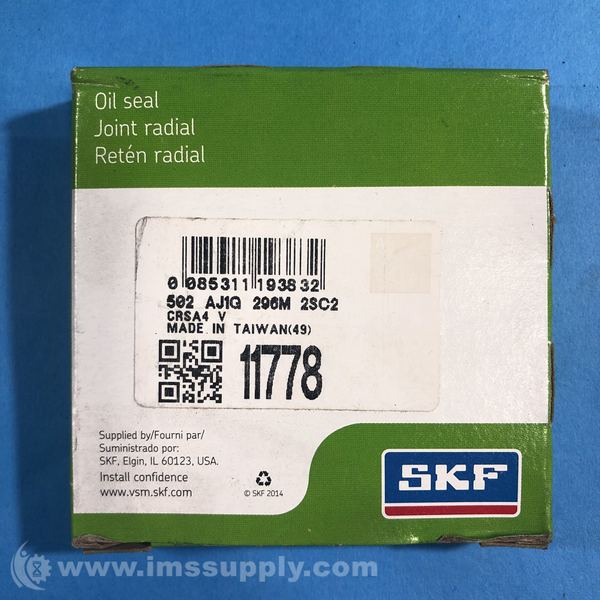 Oil seal
Joint radial
Retén radial
0 085311 193832
502 AJ1G 296M 2SC2
CRSA4 V
MADE IN TAIWAN(49)
11778
Supplied by/Fourni par/
Suministrado por:
SKF, Elgin, IL 60123, USA.
Install confidence
www.vsm.skf.com
© SKF 2014
SKF
www.imssupply.com